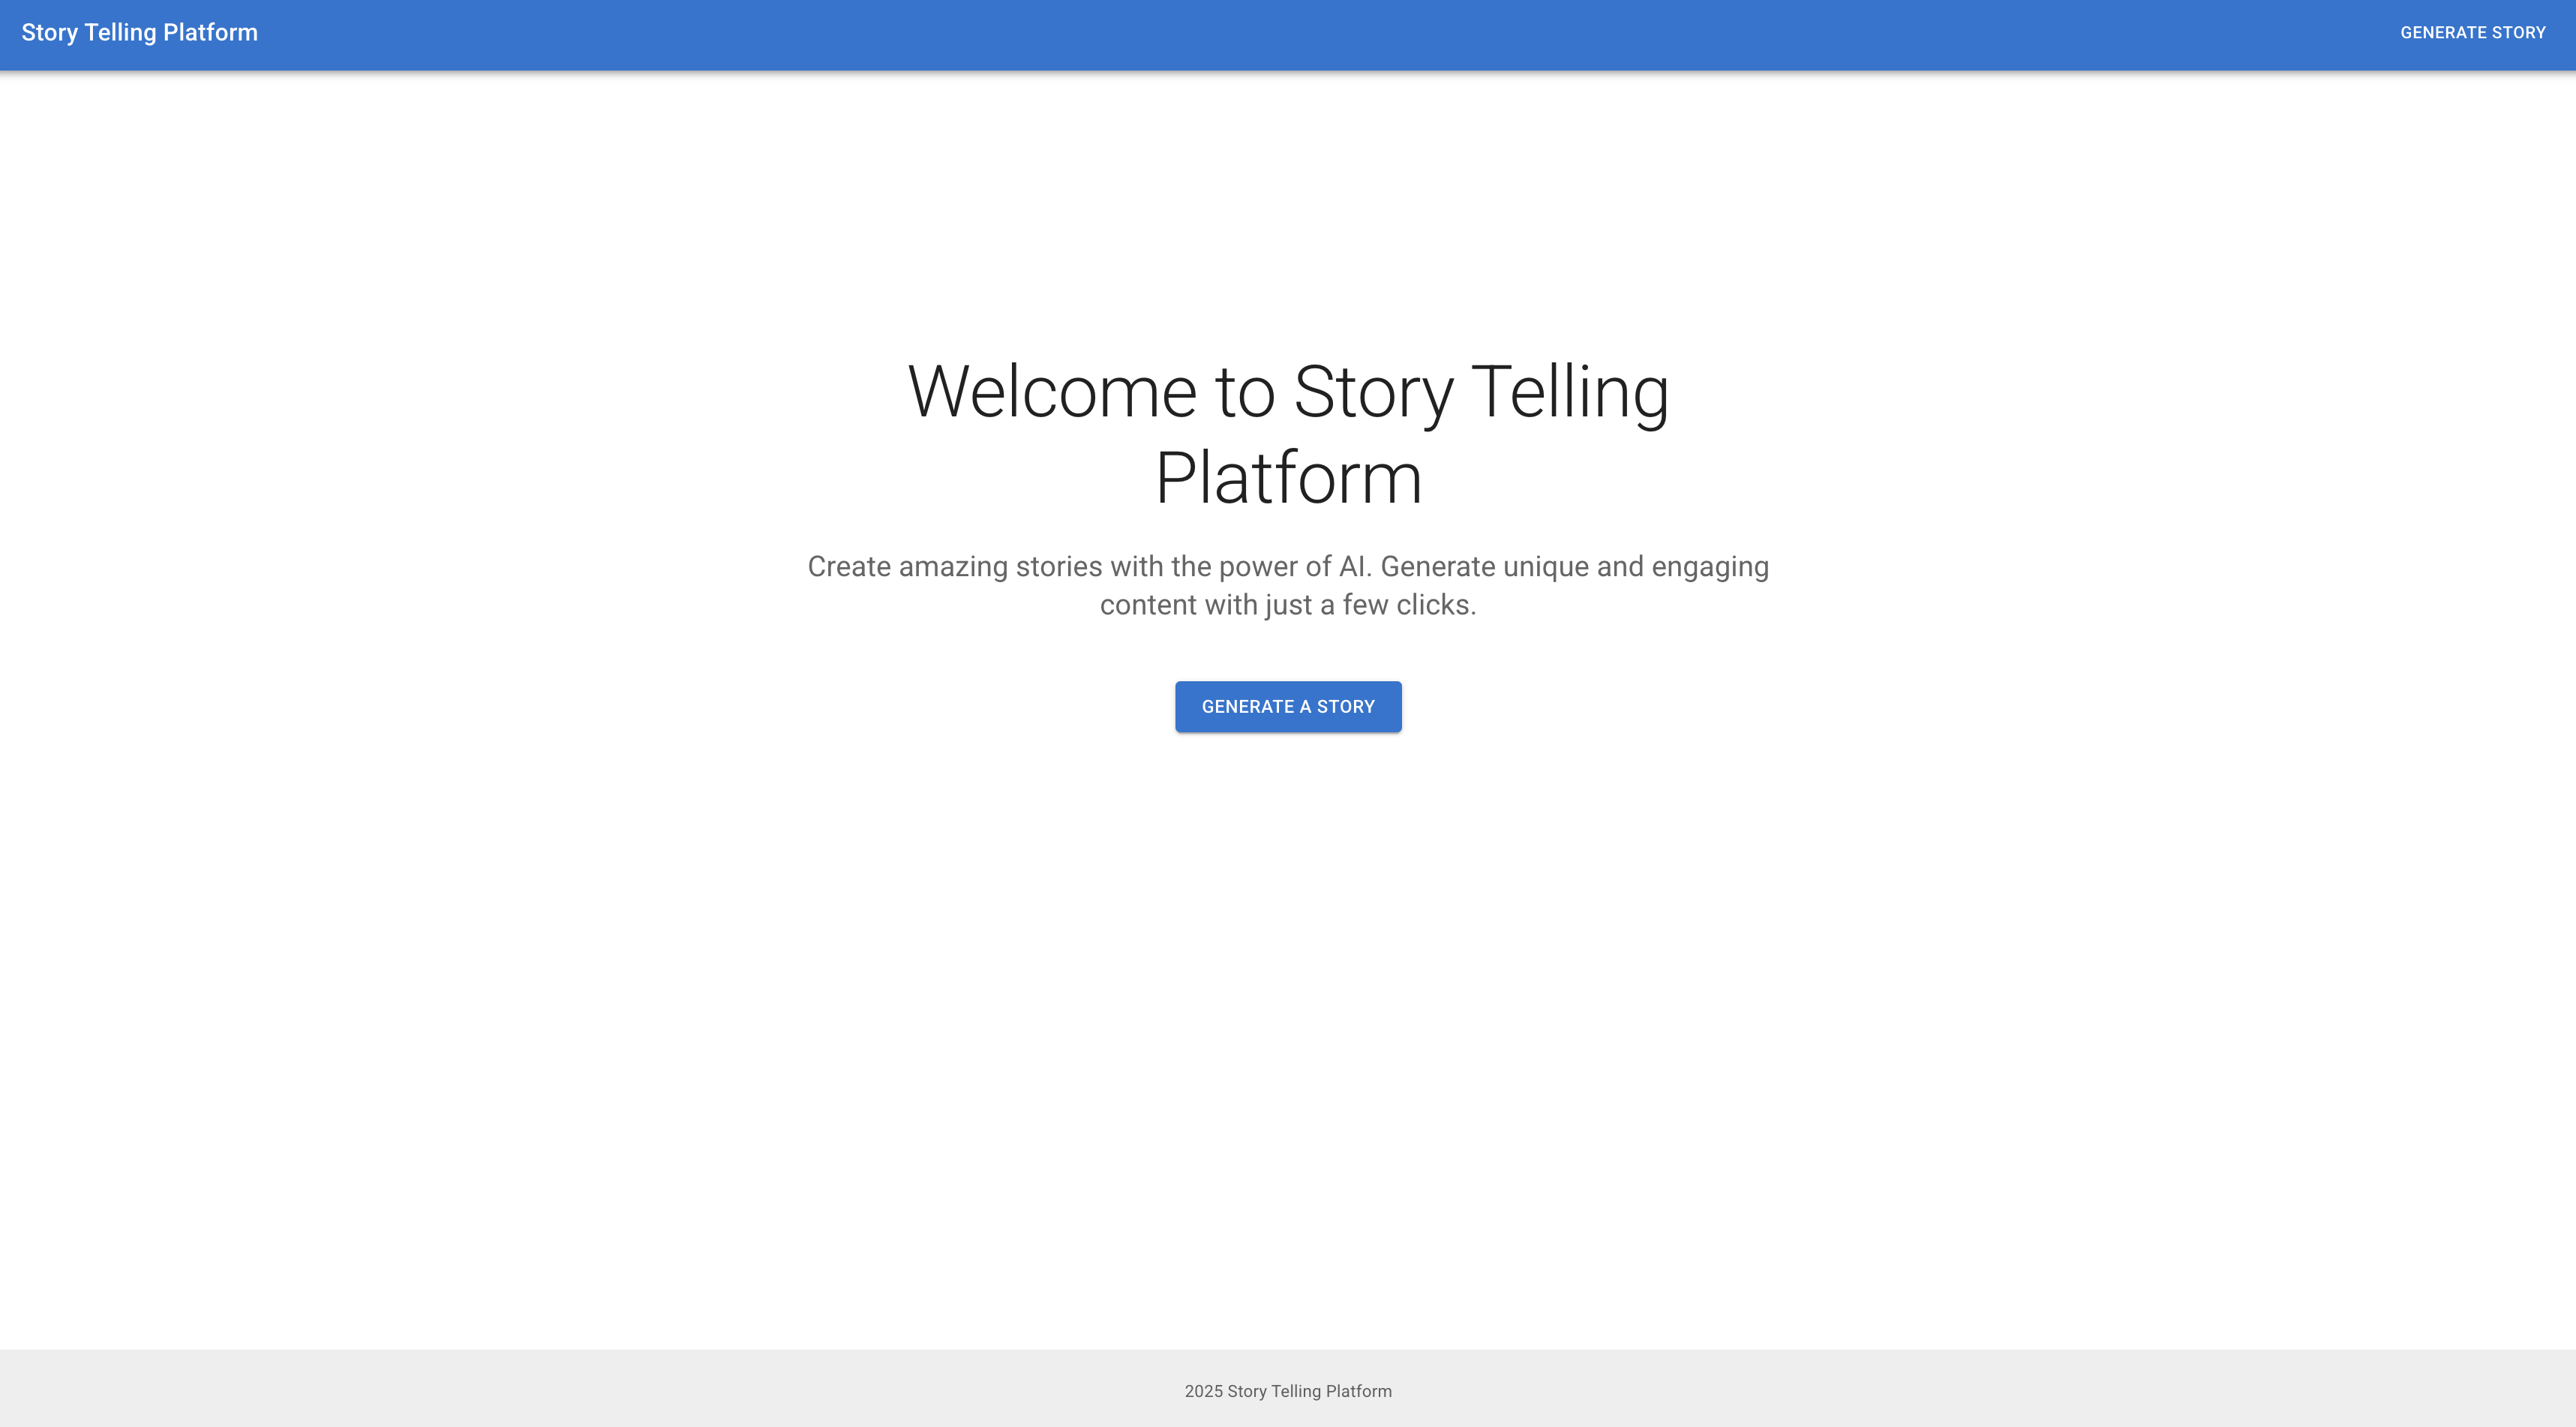 Story Telling Platform
GENERATE STORY
Welcome to Story Telling
Platform
Create amazing stories with the power of AI. Generate unique and engaging
content with just a few clicks.
GENERATE A STORY
2025 Story Telling Platform